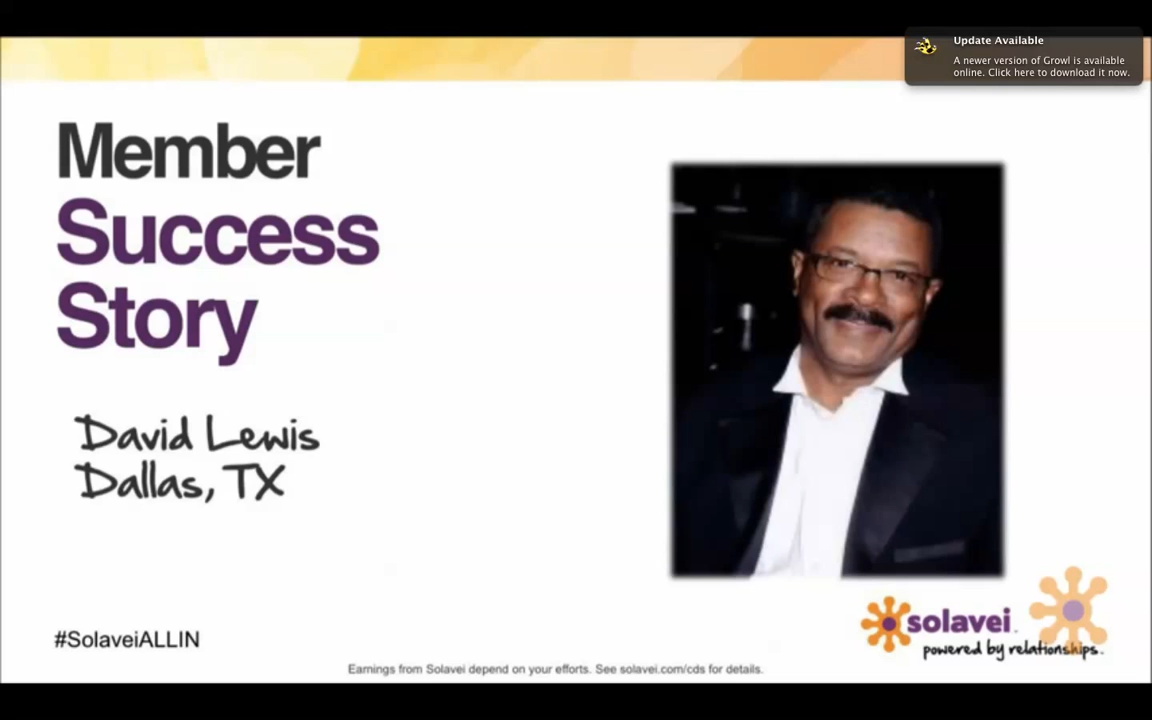 Update Available
A newer version of Growl is available
online. Click here to download it now.
Member
Success
Story
David Lewis
Dallas, TX
#SolaveiALLIN
solavei™
powered by relationships.
Earnings from Solavei depend on your efforts. See solavei.com/cds for details.